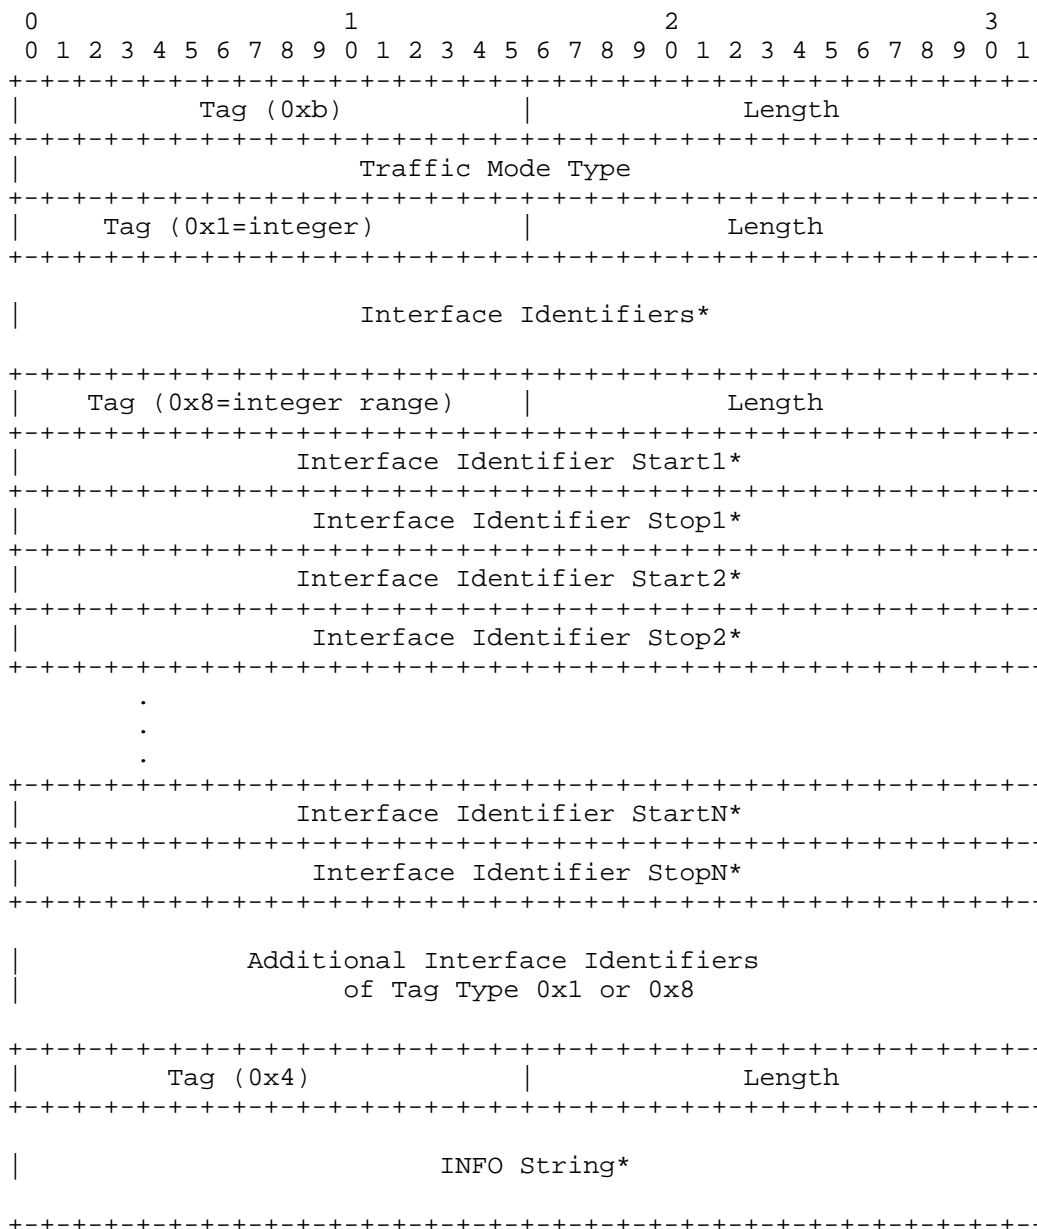 0                   1                   2                   3
 0 1 2 3 4 5 6 7 8 9 0 1 2 3 4 5 6 7 8 9 0 1 2 3 4 5 6 7 8 9 0 1
+-+-+-+-+-+-+-+-+-+-+-+-+-+-+-+-+-+-+-+-+-+-+-+-+-+-+-+-+-+-+-+-
|           Tag (0xb)           |             Length
+-+-+-+-+-+-+-+-+-+-+-+-+-+-+-+-+-+-+-+-+-+-+-+-+-+-+-+-+-+-+-+-
|                     Traffic Mode Type
+-+-+-+-+-+-+-+-+-+-+-+-+-+-+-+-+-+-+-+-+-+-+-+-+-+-+-+-+-+-+-+-
|     Tag (0x1=integer)         |            Length
+-+-+-+-+-+-+-+-+-+-+-+-+-+-+-+-+-+-+-+-+-+-+-+-+-+-+-+-+-+-+-+-
|                     Interface Identifiers*
+-+-+-+-+-+-+-+-+-+-+-+-+-+-+-+-+-+-+-+-+-+-+-+-+-+-+-+-+-+-+-+-
|    Tag (0x8=integer range)    |            Length
+-+-+-+-+-+-+-+-+-+-+-+-+-+-+-+-+-+-+-+-+-+-+-+-+-+-+-+-+-+-+-+-
|                 Interface Identifier Start1*
+-+-+-+-+-+-+-+-+-+-+-+-+-+-+-+-+-+-+-+-+-+-+-+-+-+-+-+-+-+-+-+-
|                  Interface Identifier Stop1*
+-+-+-+-+-+-+-+-+-+-+-+-+-+-+-+-+-+-+-+-+-+-+-+-+-+-+-+-+-+-+-+-
|                 Interface Identifier Start2*
+-+-+-+-+-+-+-+-+-+-+-+-+-+-+-+-+-+-+-+-+-+-+-+-+-+-+-+-+-+-+-+-
|                  Interface Identifier Stop2*
+-+-+-+-+-+-+-+-+-+-+-+-+-+-+-+-+-+-+-+-+-+-+-+-+-+-+-+-+-+-+-+-
        .
        .
        .
+-+-+-+-+-+-+-+-+-+-+-+-+-+-+-+-+-+-+-+-+-+-+-+-+-+-+-+-+-+-+-+-
|                 Interface Identifier StartN*
+-+-+-+-+-+-+-+-+-+-+-+-+-+-+-+-+-+-+-+-+-+-+-+-+-+-+-+-+-+-+-+-
|                  Interface Identifier StopN*
+-+-+-+-+-+-+-+-+-+-+-+-+-+-+-+-+-+-+-+-+-+-+-+-+-+-+-+-+-+-+-+-
|              Additional Interface Identifiers
|                    of Tag Type 0x1 or 0x8
+-+-+-+-+-+-+-+-+-+-+-+-+-+-+-+-+-+-+-+-+-+-+-+-+-+-+-+-+-+-+-+-
|         Tag (0x4)             |             Length
+-+-+-+-+-+-+-+-+-+-+-+-+-+-+-+-+-+-+-+-+-+-+-+-+-+-+-+-+-+-+-+-
|                          INFO String*
+-+-+-+-+-+-+-+-+-+-+-+-+-+-+-+-+-+-+-+-+-+-+-+-+-+-+-+-+-+-+-+-